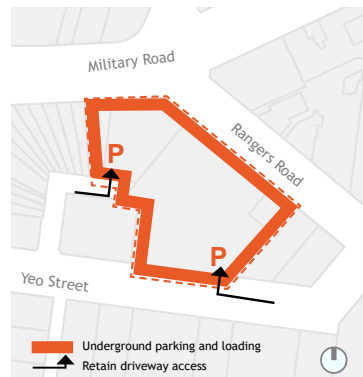 Military Road
Rangers Road
P
P
Yeo Street
Underground parking and loading
Retain driveway access